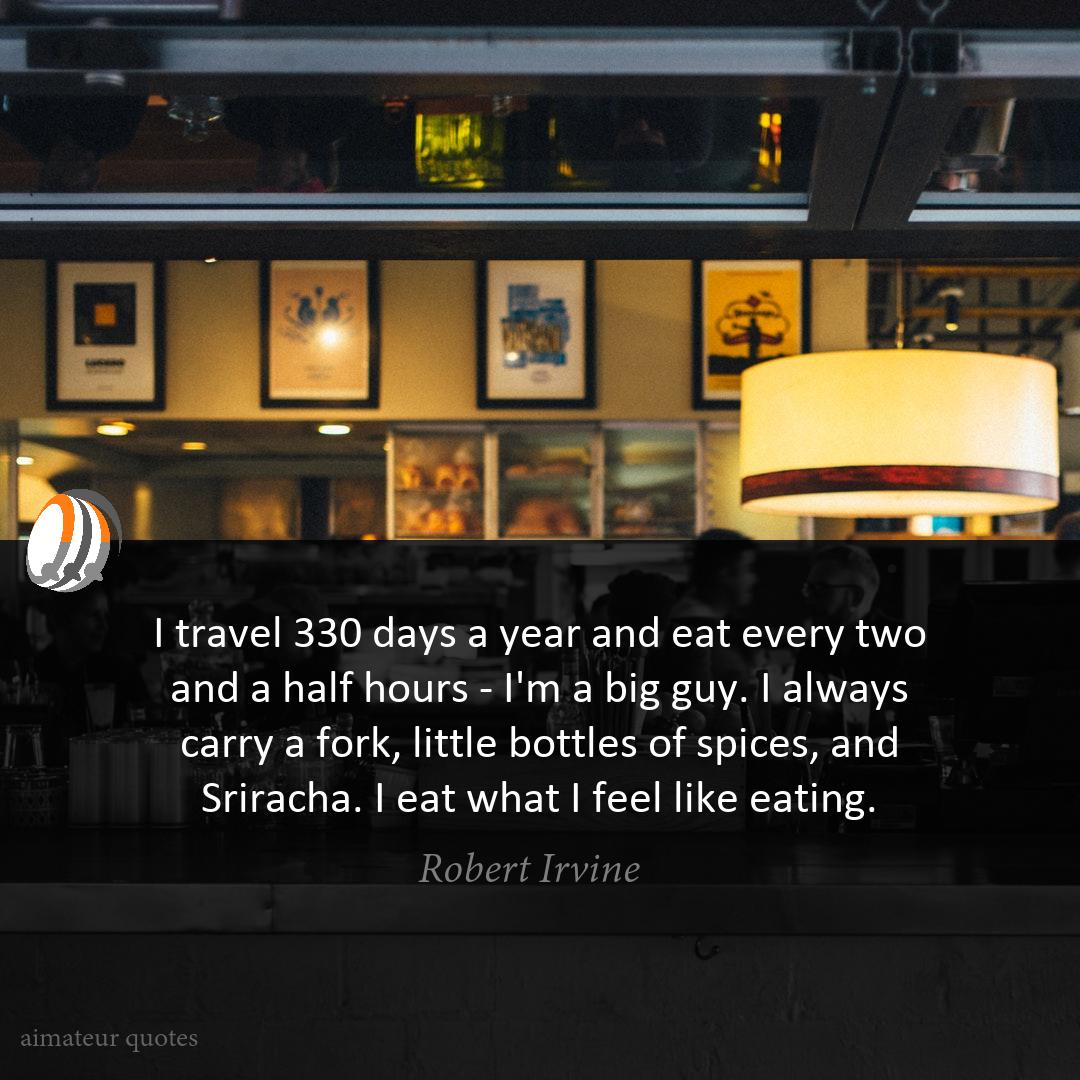 I travel 330 days a year and eat every two
and a half hours - I'm a big guy. I always
carry a fork, little bottles of spices, and
Sriracha. I eat what I feel like eating.
Robert Irvine
aimateur quotes